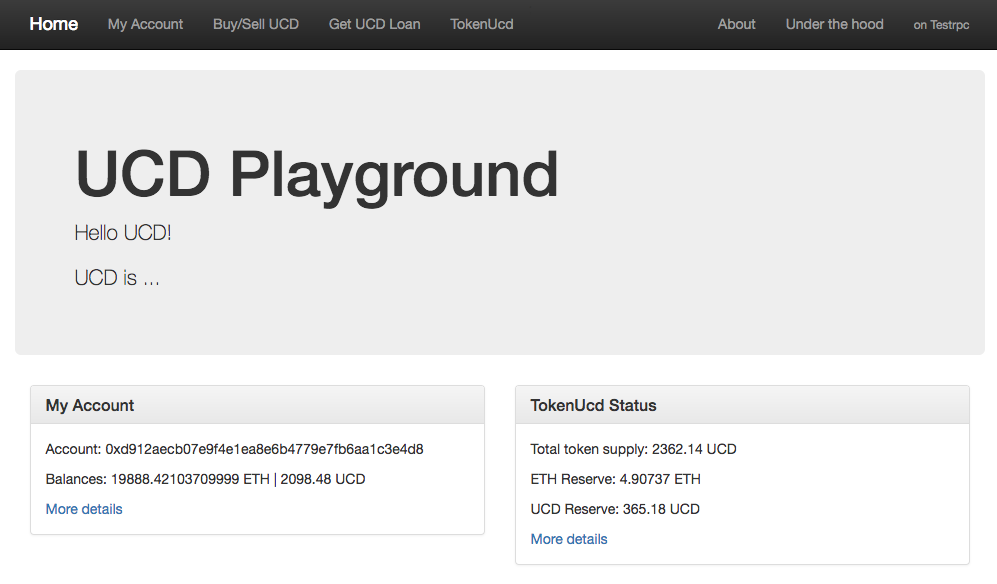 Home My Account Buy/Sell UCD Get UCD Loan TokenUcd About Under the hood on Testrpc
UCD Playground
Hello UCD!
UCD is ...
My Account
Account: 0xd912aecb07e9f4e1ea8e6b4779e7fb6aa1c3e4d8
Balances: 19888.42103709999 ETH | 2098.48 UCD
More details
TokenUcd Status
Total token supply: 2362.14 UCD
ETH Reserve: 4.90737 ETH
UCD Reserve: 365.18 UCD
More details